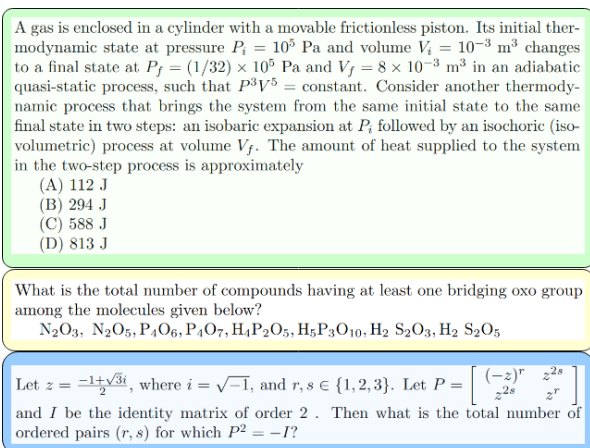 A gas is enclosed in a cylinder with a movable frictionless piston. Its initial ther-
modynamic state at pressure P_i = 10^5 Pa and volume V_i = 10^{-3} m^3 changes
to a final state at P_f = (1/32) × 10^5 Pa and V_f = 8 × 10^{-3} m^3 in an adiabatic
quasi-static process, such that P^3V^5 = constant. Consider another thermody-
namic process that brings the system from the same initial state to the same
final state in two steps: an isobaric expansion at P_i followed by an isochoric (iso-
volumetric) process at volume V_f. The amount of heat supplied to the system
in the two-step process is approximately
(A) 112 J
(B) 294 J
(C) 588 J
(D) 813 J
What is the total number of compounds having at least one bridging oxo group
among the molecules given below?
N₂O₃, N₂O₅, P₄O₆, P₄O₇, H₄P₂O₅, H₅P₃O₁₀, H₂ S₂O₃, H₂ S₂O₅
Let z = \frac{-1+\sqrt{3}i}{2}, where i = \sqrt{-1}, and r, s ∈ {1, 2, 3}. Let P = \begin{bmatrix} (-z)^r & z^{2s} \\ z^{2s} & z^r \end{bmatrix}
and I be the identity matrix of order 2 . Then what is the total number of
ordered pairs (r, s) for which P^2 = -I?